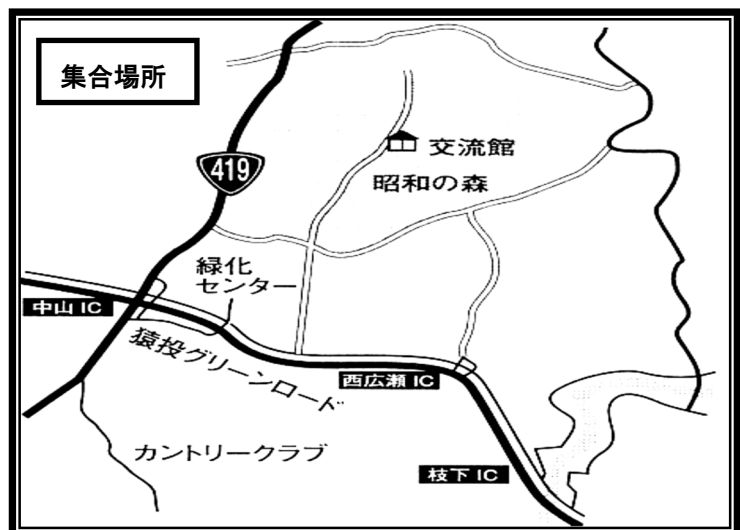 集合場所
419
交流館
昭和の森
緑化
センター
中山 IC
猿投グリーンロード
西広瀬 IC
カントリークラブ
枝下 IC